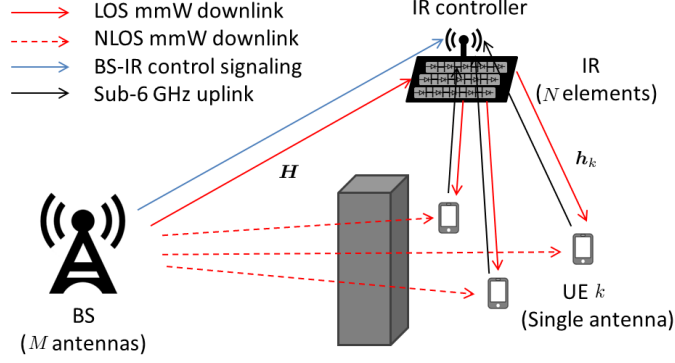 LOS mmW downlink
NLOS mmW downlink
BS-IR control signaling
Sub-6 GHz uplink
IR controller
IR
(N elements)
H
h_k
BS
(M antennas)
UE k
(Single antenna)